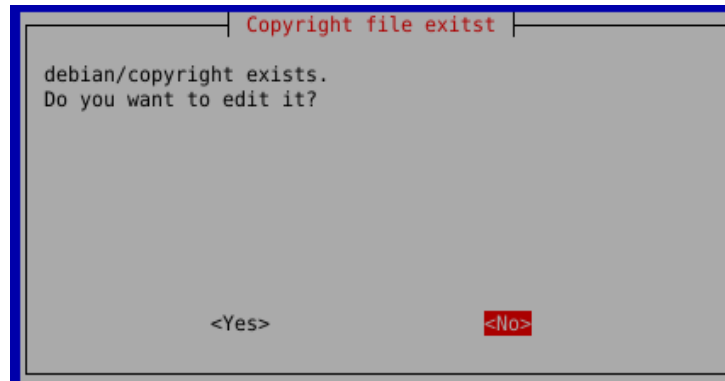 Copyright file exitst
debian/copyright exists.
Do you want to edit it?
<Yes> <No>